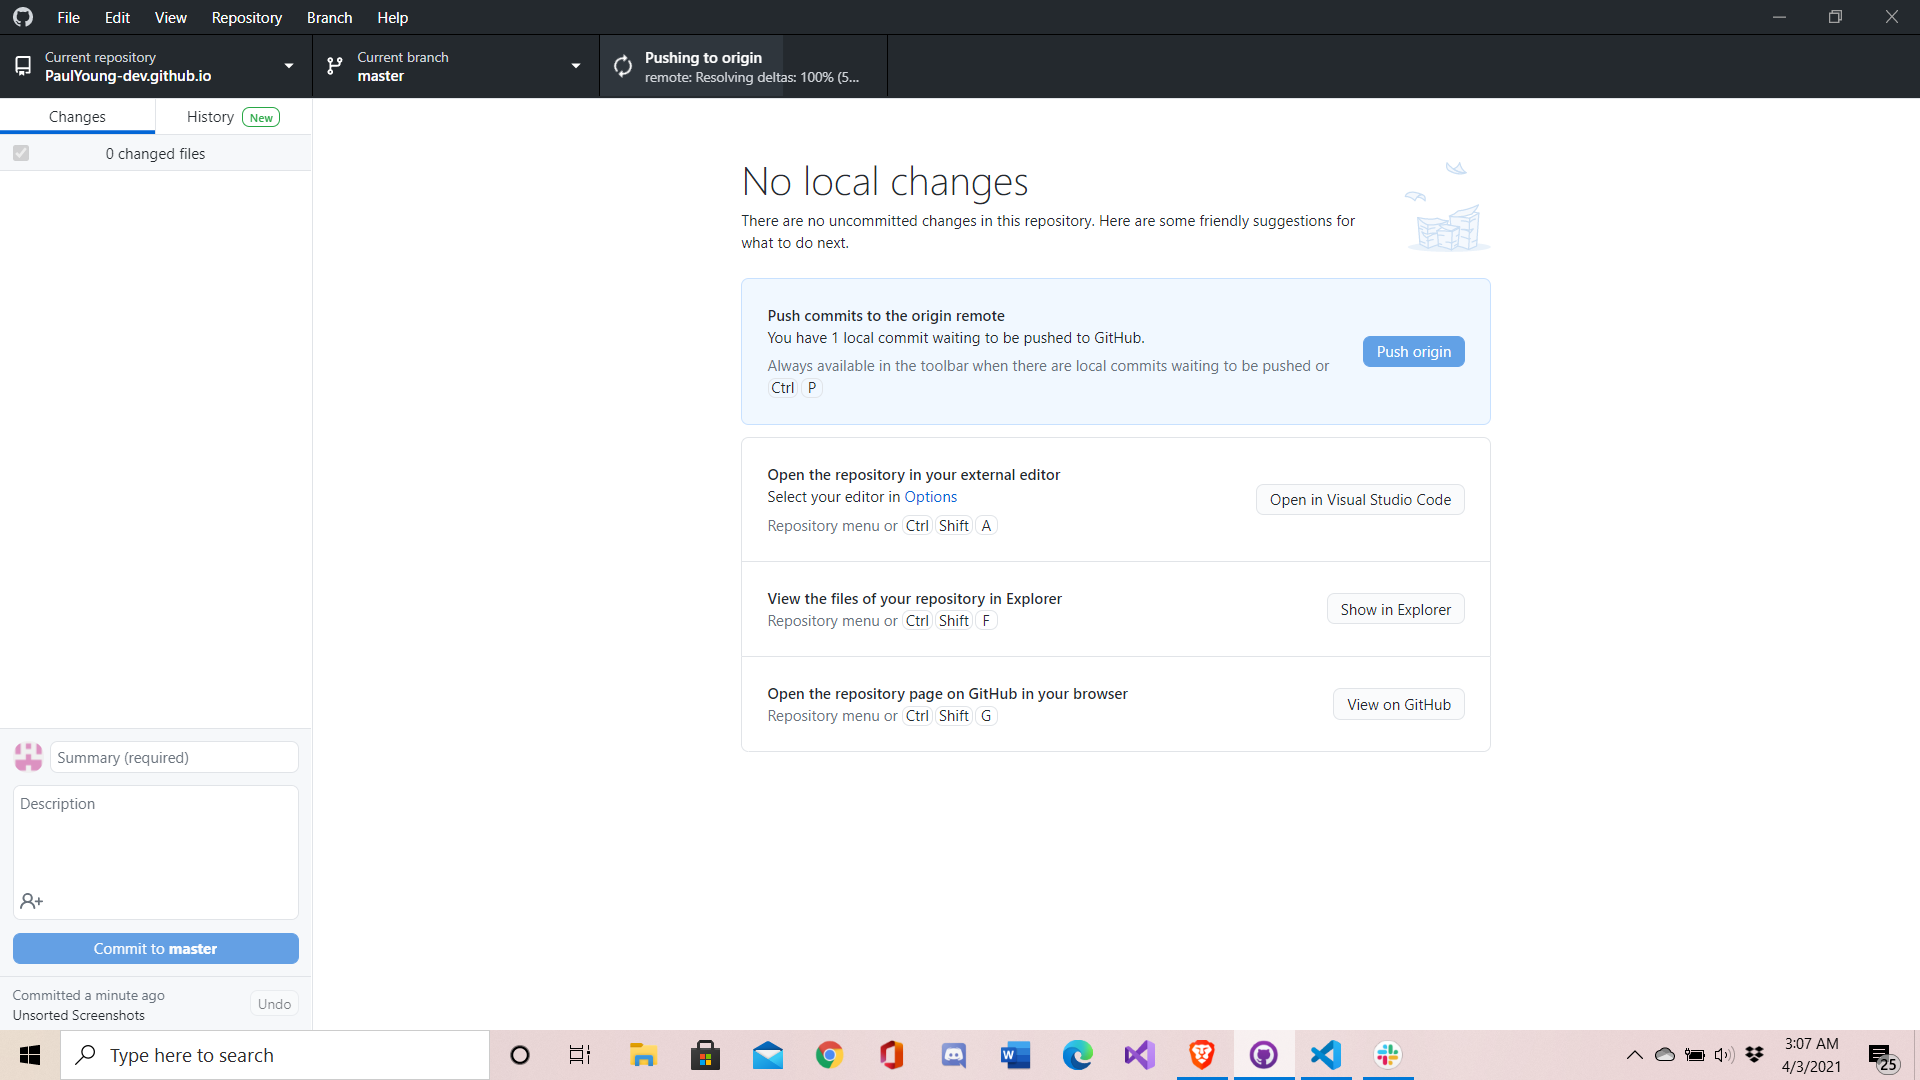 File Edit View Repository Branch Help
Current repository
PaulYoung-dev.github.io
Current branch
master
Pushing to origin
remote: Resolving deltas: 100% (5...
Changes
History New
0 changed files
No local changes
There are no uncommitted changes in this repository. Here are some friendly suggestions for
what to do next.
Push commits to the origin remote
You have 1 local commit waiting to be pushed to GitHub.
Always available in the toolbar when there are local commits waiting to be pushed or
Ctrl P
Push origin
Open the repository in your external editor
Select your editor in Options
Repository menu or Ctrl Shift A
Open in Visual Studio Code
View the files of your repository in Explorer
Repository menu or Ctrl Shift F
Show in Explorer
Open the repository page on GitHub in your browser
Repository menu or Ctrl Shift G
View on GitHub
Summary (required)
Description
Commit to master
Committed a minute ago
Unsorted Screenshots
Undo
Type here to search
W
3:07 AM
4/3/2021
25